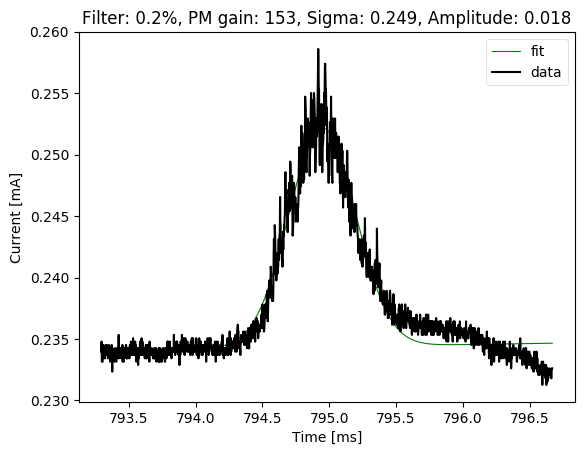 Filter: 0.2%, PM gain: 153, Sigma: 0.249, Amplitude: 0.018
0.260
fit
data
0.255
0.250
0.245
0.240
0.235
0.230
Current [mA]
793.5 794.0 794.5 795.0 795.5 796.0 796.5
Time [ms]